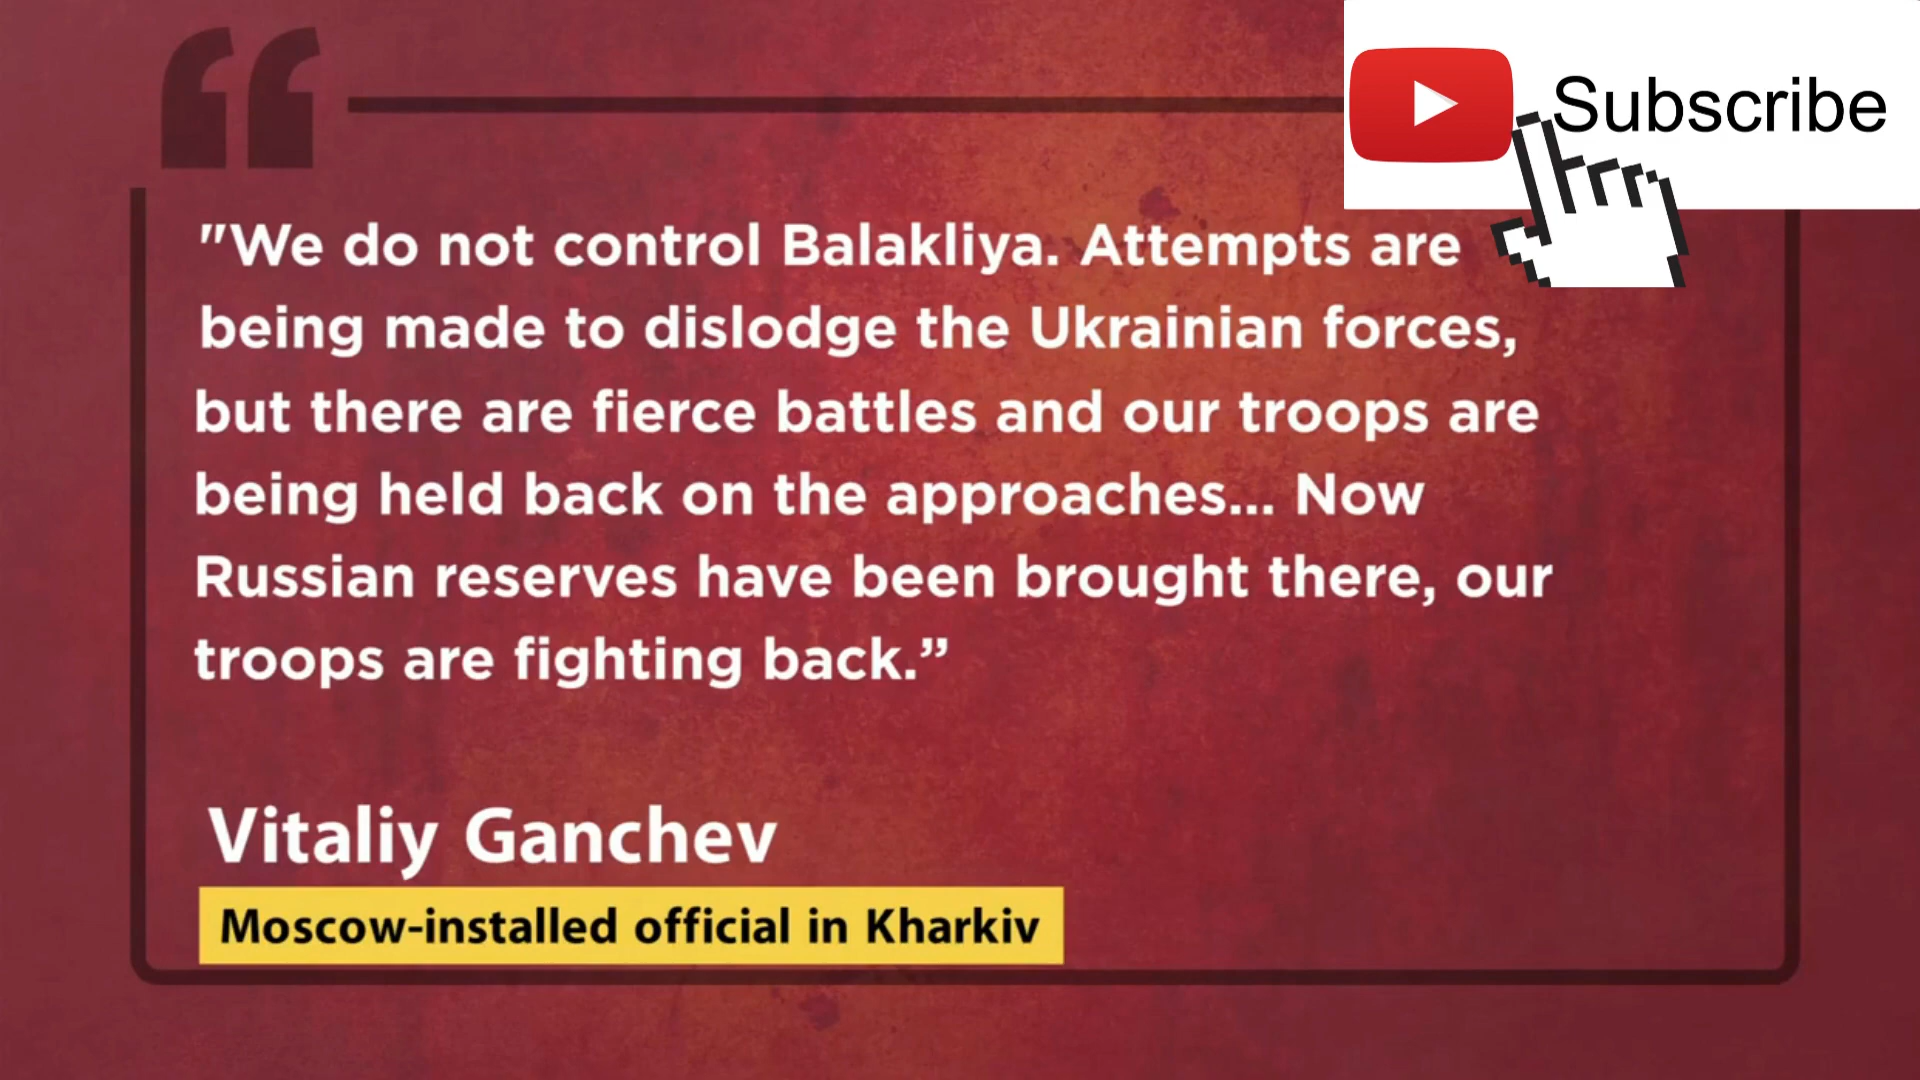 Subscribe
"We do not control Balakliya. Attempts are
being made to dislodge the Ukrainian forces,
but there are fierce battles and our troops are
being held back on the approaches... Now
Russian reserves have been brought there, our
troops are fighting back.”
Vitaliy Ganchev
Moscow-installed official in Kharkiv